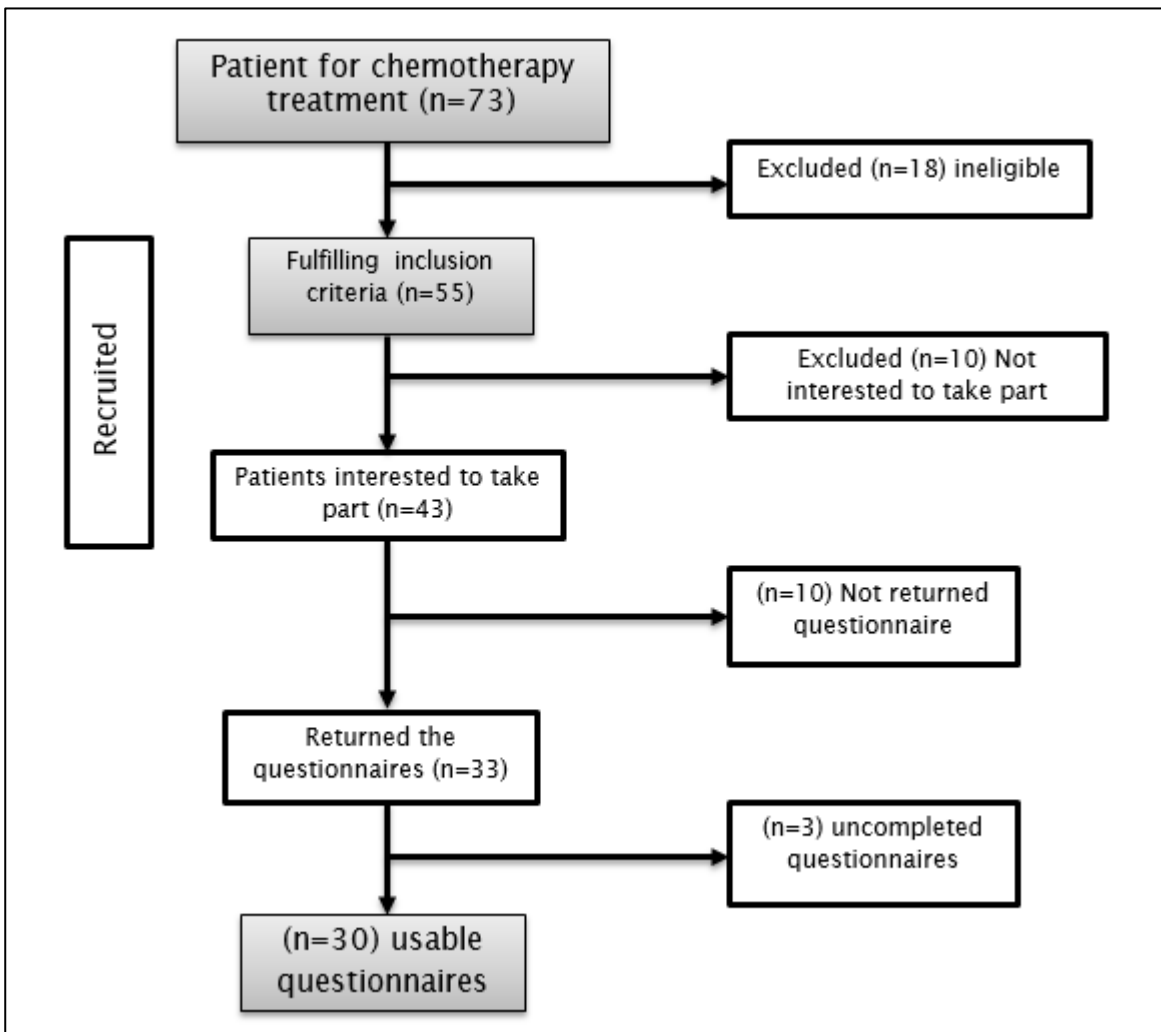 Patient for chemotherapy
treatment (n=73)
Excluded (n=18) ineligible
Recruited
Fulfilling inclusion
criteria (n=55)
Excluded (n=10) Not
interested to take part
Patients interested to take
part (n=43)
(n=10) Not returned
questionnaire
Returned the
questionnaires (n=33)
(n=3) uncompleted
questionnaires
(n=30) usable
questionnaires